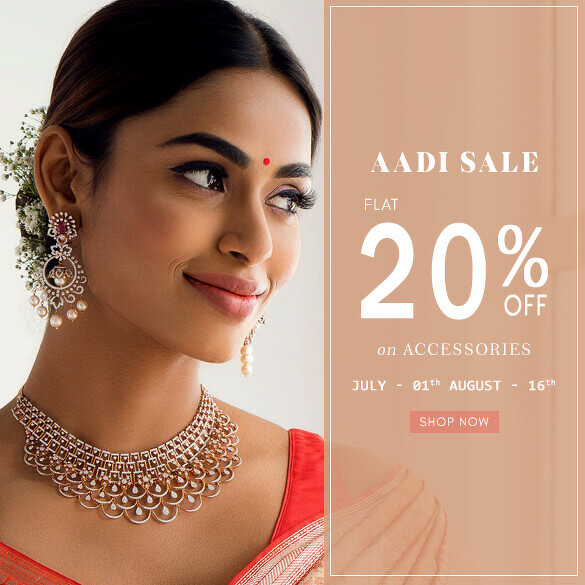 AADI SALE
FLAT
20% OFF
on ACCESSORIES
JULY - 01th AUGUST - 16th
SHOP NOW